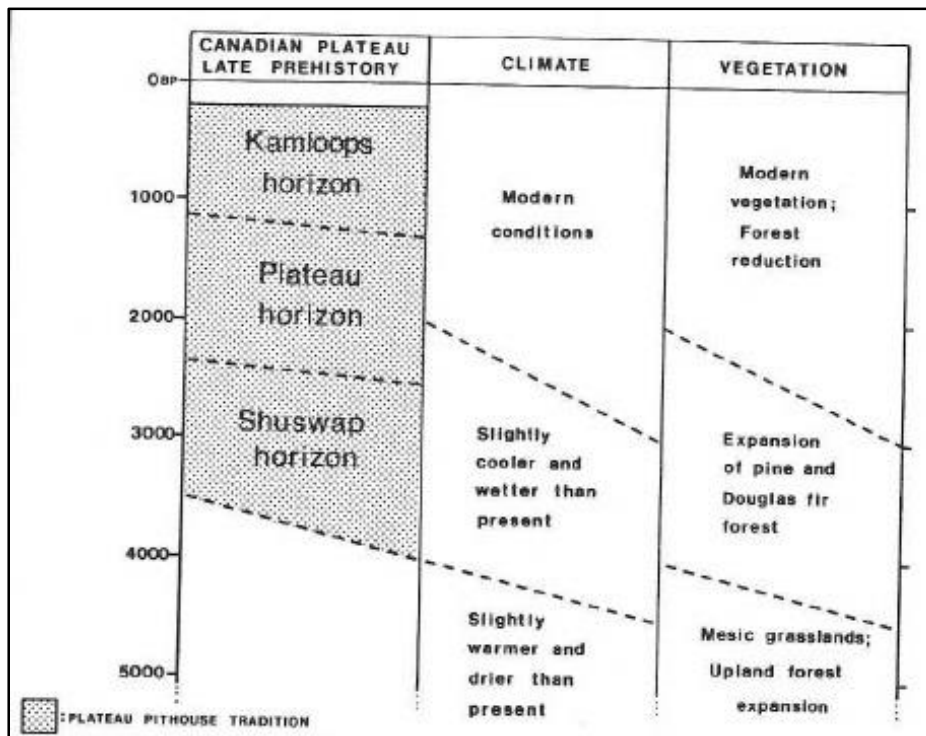 CANADIAN PLATEAU
LATE PREHISTORY
CLIMATE
VEGETATION
0BP
1000
2000
3000
4000
5000
Kamloops
horizon
Plateau
horizon
Shuswap
horizon
Modern
conditions
Slightly
cooler and
wetter than
present
Slightly
warmer and
drier than
present
Modern
vegetation;
Forest
reduction
Expansion
of pine and
Douglas fir
forest
Mesic grasslands;
Upland forest
expansion
:PLATEAU PITHOUSE TRADITION